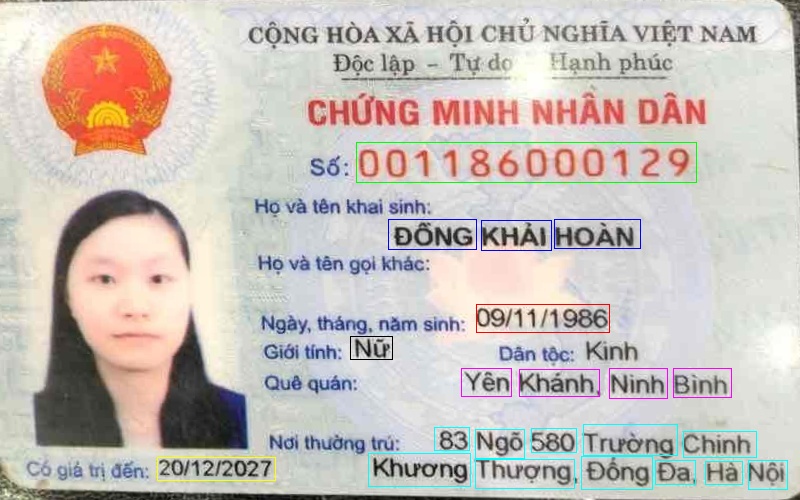 CỘNG HÒA XÃ HỘI CHỦ NGHĨA VIỆT NAM
Độc lập - Tự do Hạnh phúc
CHỨNG MINH NHÂN DÂN
Số: 001186000129
Họ và tên khai sinh:
ĐỒNG KHẢI HOÀN
Họ và tên gọi khác:
Ngày, tháng, năm sinh: 09/11/1986
Giới tính: Nữ Dân tộc: Kinh
Quê quán: Yên Khánh, Ninh Bình
Nơi thường trú: 83 Ngõ 580 Trường Chinh
Khương Thượng, Đống Đa, Hà Nội
Có giá trị đến: 20/12/2027